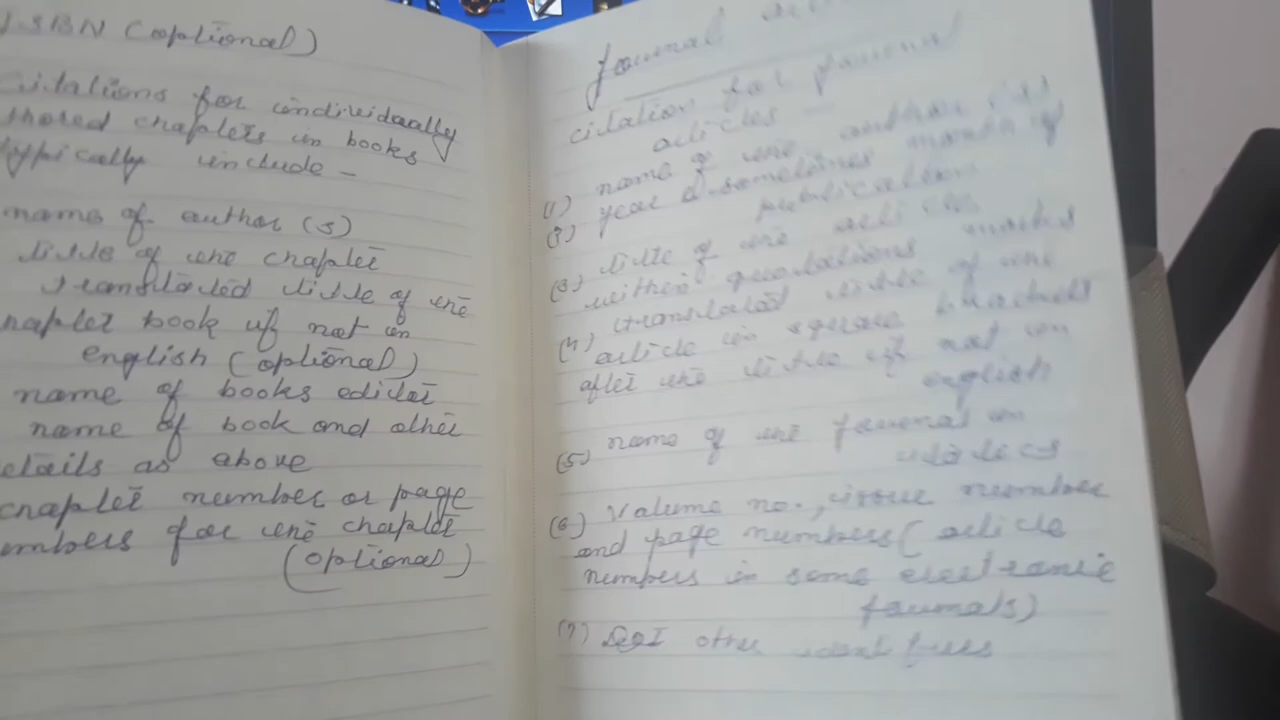 ISBN (optional)
citations for individually
thored chapters in books
typically include -
name of author (s)
title of the chapter
translated title of the
hapter book if not in
english (optional)
name of books editor
name of book and other
etails as above
chapter number or page
umbers for the chapter
(optional)
Journal
citation for journal
articles
(1) name of the author (s)
(2) year & sometimes month of
publication
(3) title of the article
within quotations marks
(4) translated title of the
article in square brackets
after the title if not in
english
(5) name of the journal in
italics
(6) Volume no., issue number
and page numbers (article
numbers in some electronic
journals)
(7) DOI other